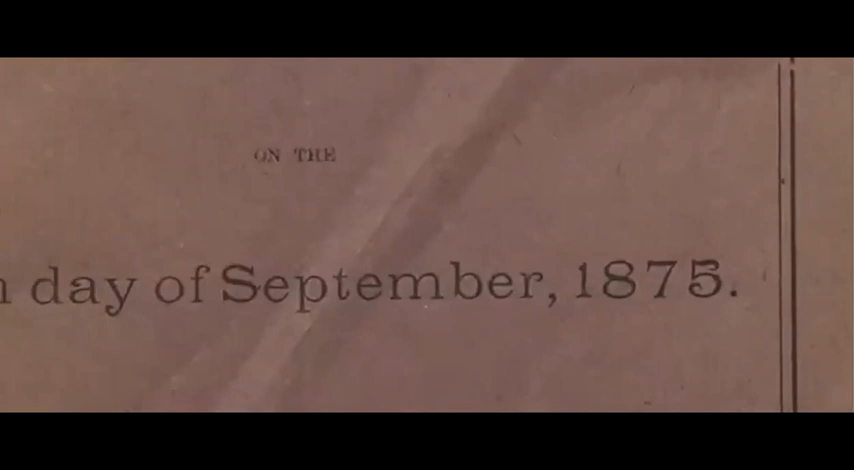 ON THE
day of September, 1875.